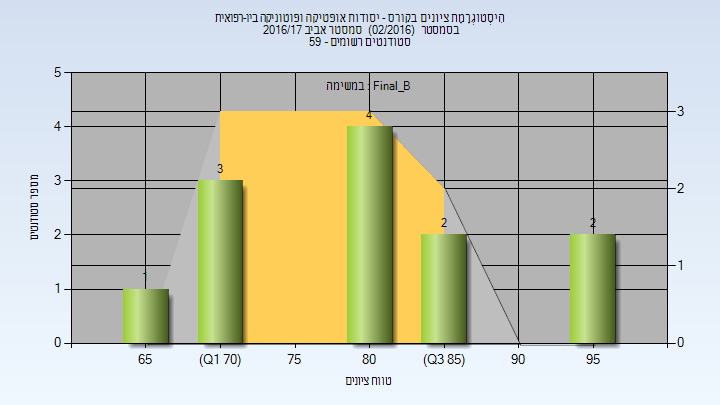 הִיסְטוֹגְרָמַת ציונים בקורס - יסודות אופטיקה ופוטוניקה ביו-רפואית
בסמסטר (02/2016) סמסטר אביב 2016/17
סטודנטים רשומים - 59
במשימה : Final_B
מספר סטודנטים
5
4
3
2
1
0
3
2
1
0
1
3
4
2
2
65
(Q1 70)
75
80
(Q3 85)
90
95
טווח ציונים